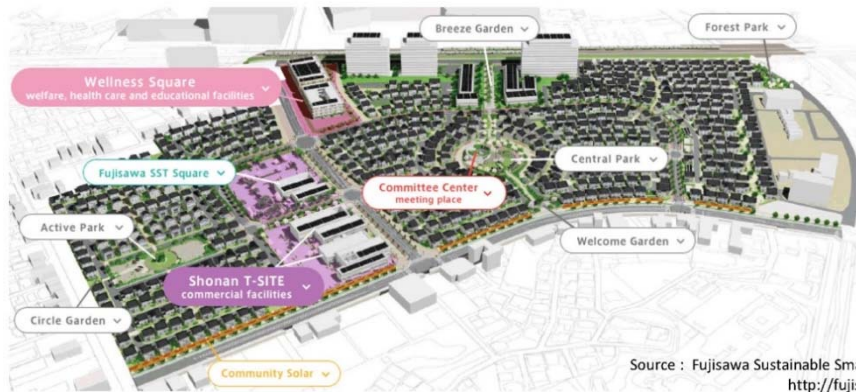 Breeze Garden
Forest Park
Wellness Square
welfare, health care and educational facilities
Fujisawa SST Square
Central Park
Committee Center
meeting place
Active Park
Welcome Garden
Shonan T-SITE
commercial facilities
Circle Garden
Community Solar
Source : Fujisawa Sustainable Sm
http://fujis